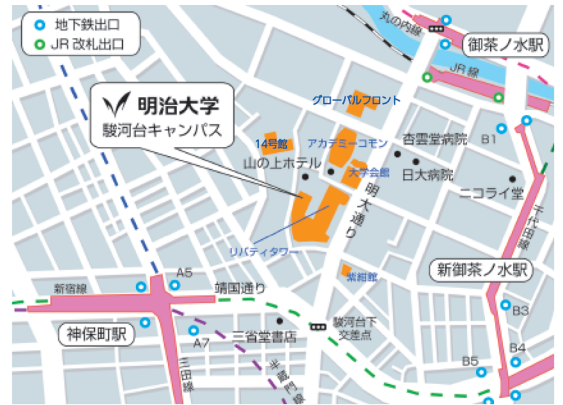 地下鉄出口
JR改札出口
丸の内線
御茶ノ水駅
JR線
明治大学
駿河台キャンパス
グローバルフロント
14号館
アカデミーコモン
杏雲堂病院
B1
山の上ホテル
大学会館
日大病院
ニコライ堂
明大通り
千代田線
リバティタワー
紫紺館
新御茶ノ水駅
新宿線
A5
靖国通り
B3
神保町駅
A7
三省堂書店
駿河台下
交差点
B4
B5
三田線
半蔵門線